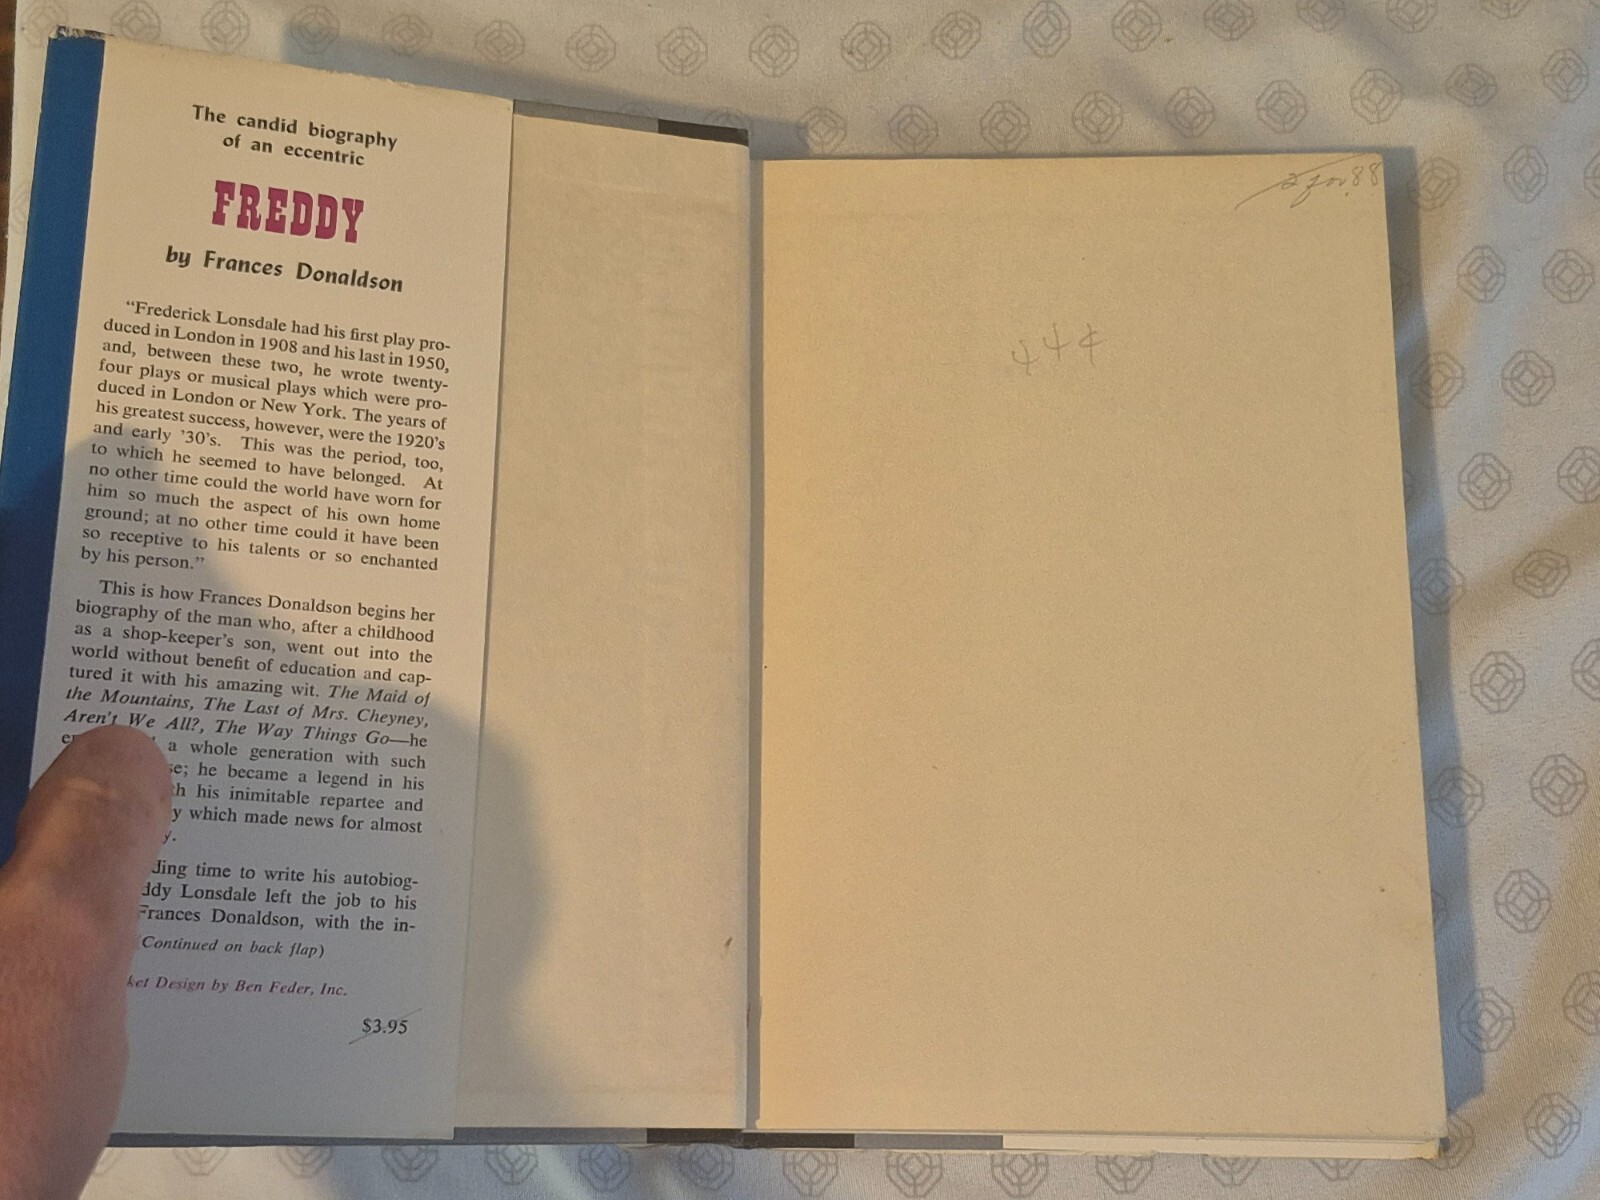 The candid biography
of an eccentric
FREDDY
by Frances Donaldson
"Frederick Lonsdale had his first play pro-
duced in London in 1908 and his last in 1950,
and, between these two, he wrote twenty-
four plays or musical plays which were pro-
duced in London or New York. The years of
his greatest success, however, were the 1920's
and early '30's. This was the period, too,
to which he seemed to have belonged. At
no other time could the world have worn for
him so much the aspect of his own home
ground; at no other time could it have been
so receptive to his talents or so enchanted
by his person."
This is how Frances Donaldson begins her
biography of the man who, after a childhood
as a shop-keeper's son, went out into the
world without benefit of education and cap-
tured it with his amazing wit. The Maid of
the Mountains, The Last of Mrs. Cheyney,
Aren't We All?, The Way Things Go—he
a whole generation with such
he became a legend in his
his inimitable repartee and
which made news for almost
time to write his autobiog-
Lonsdale left the job to his
Frances Donaldson, with the in-
(Continued on back flap)
Design by Ben Feder, Inc.
$3.95
2 for 88